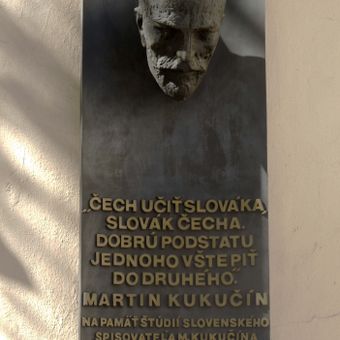 „ČECH UČIŤ SLOVÁKA,
SLOVÁK ČECHA.
DOBRÚ PODSTATU
JEDNOHO VŠTEPIŤ
DO DRUHÉHO.“
MARTIN KUKUČÍN
NA PAMÄŤ ŠTÚDIÍ SLOVENSKÉHO
SPISOVATEĽA M. KUKUČÍNA